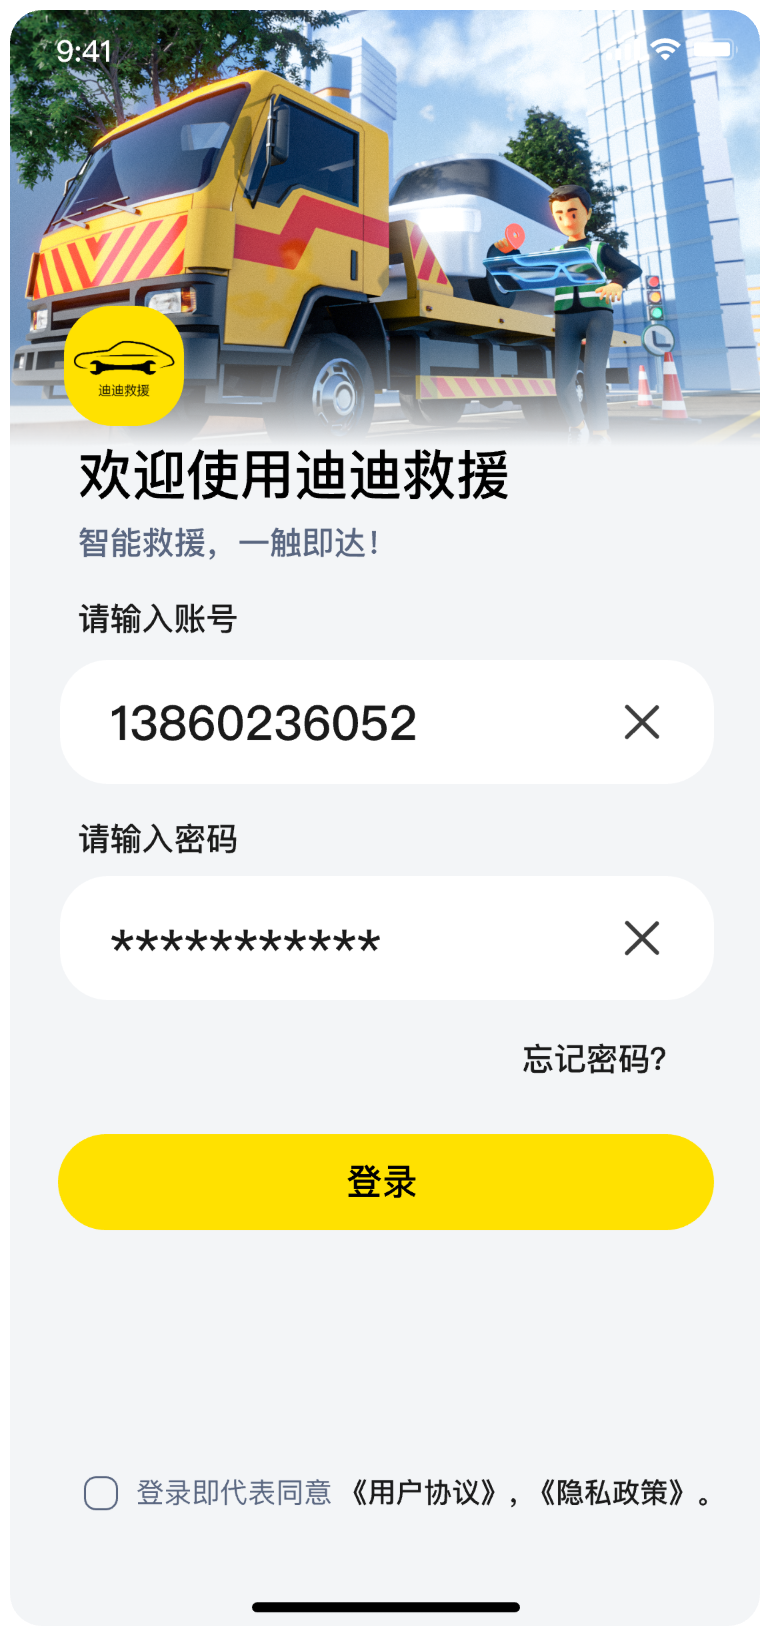 9:41
迪迪救援
欢迎使用迪迪救援
智能救援，一触即达！
请输入账号
13860236052
请输入密码
***********
忘记密码?
登录
登录即代表同意 《用户协议》，《隐私政策》。